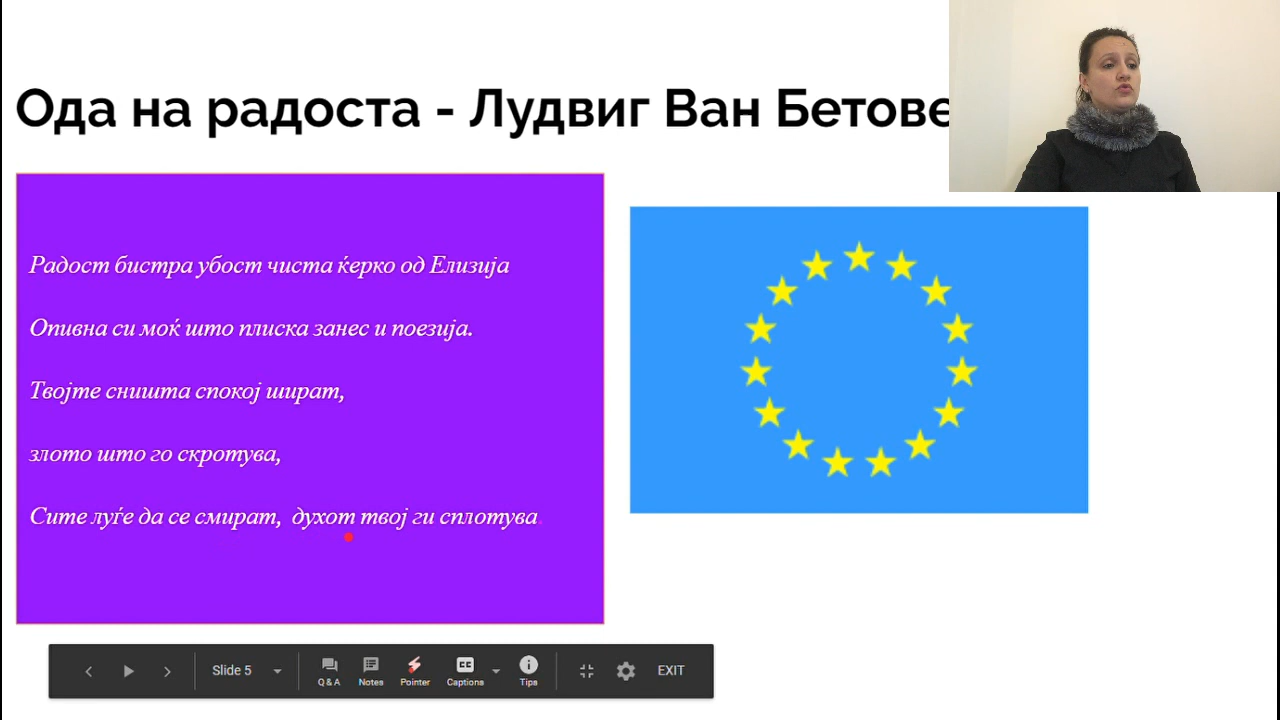 Ода на радоста - Лудвиг Ван Бетове
Радост бистра убост чиста ќерко од Елизија
Опивна си моќ што плиска занес и поезија.
Твојте сништа спокој шират,
злото што го скротува,
Сите луѓе да се смират, духот твој ги сплотува.
Slide 5
Q & A
Notes
Pointer
Captions
Tips
EXIT